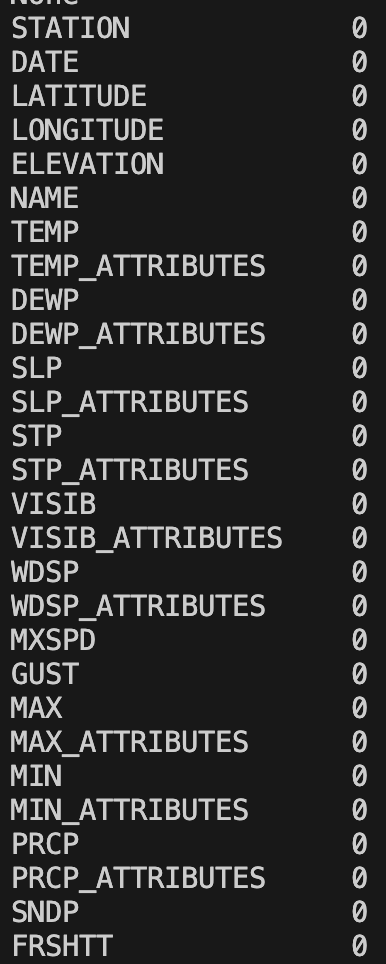 None
STATION 0
DATE 0
LATITUDE 0
LONGITUDE 0
ELEVATION 0
NAME 0
TEMP 0
TEMP_ATTRIBUTES 0
DEWP 0
DEWP_ATTRIBUTES 0
SLP 0
SLP_ATTRIBUTES 0
STP 0
STP_ATTRIBUTES 0
VISIB 0
VISIB_ATTRIBUTES 0
WDSP 0
WDSP_ATTRIBUTES 0
MXSPD 0
GUST 0
MAX 0
MAX_ATTRIBUTES 0
MIN 0
MIN_ATTRIBUTES 0
PRCP 0
PRCP_ATTRIBUTES 0
SNDP 0
FRSHTT 0